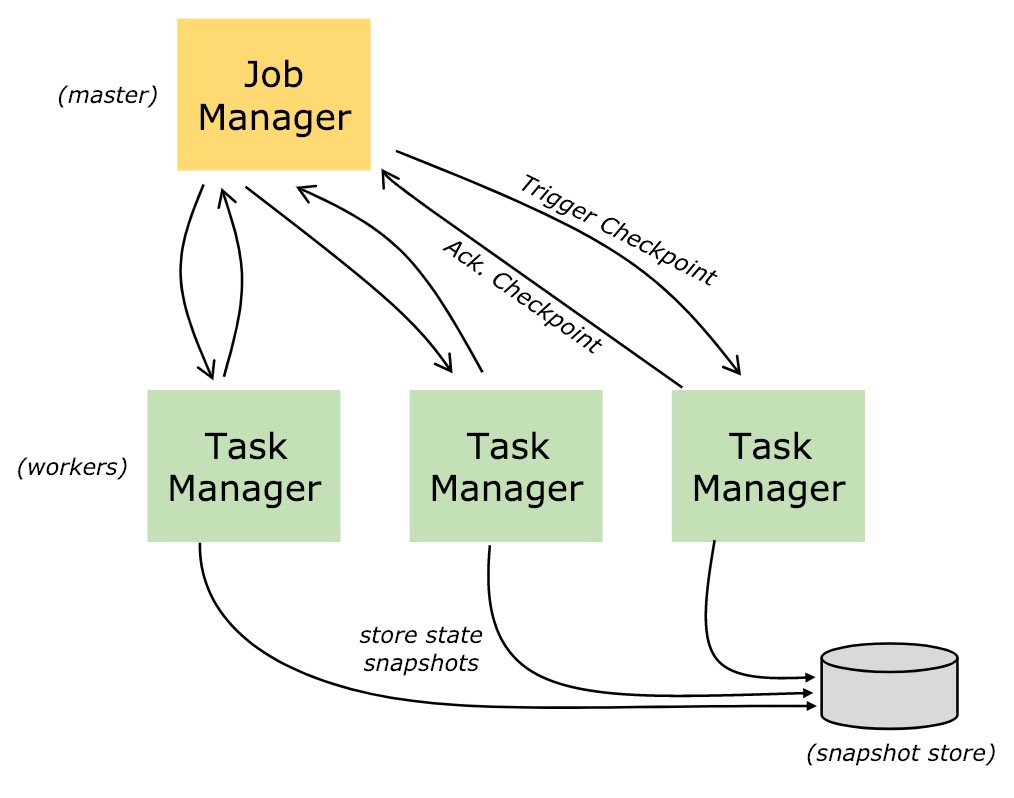 Job
Manager
(master)
Trigger Checkpoint
Ack. Checkpoint
(workers)
Task
Manager
Task
Manager
Task
Manager
store state
snapshots
(snapshot store)